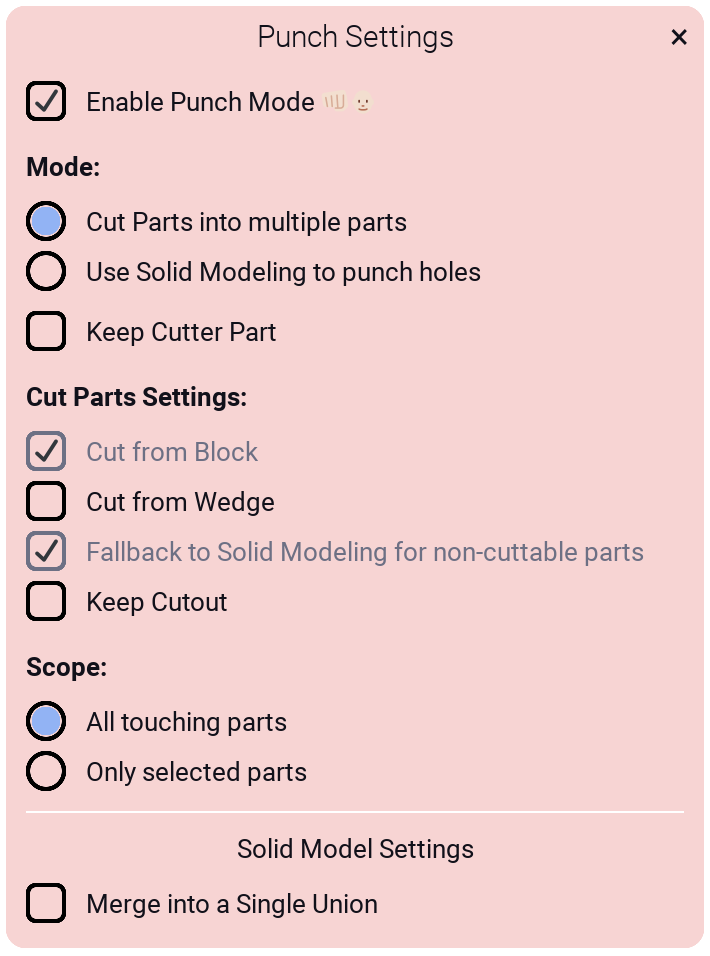 Punch Settings ×
Enable Punch Mode 👊🏻👨🏻‍🦲
Mode:
Cut Parts into multiple parts
Use Solid Modeling to punch holes
Keep Cutter Part
Cut Parts Settings:
Cut from Block
Cut from Wedge
Fallback to Solid Modeling for non-cuttable parts
Keep Cutout
Scope:
All touching parts
Only selected parts
Solid Model Settings
Merge into a Single Union